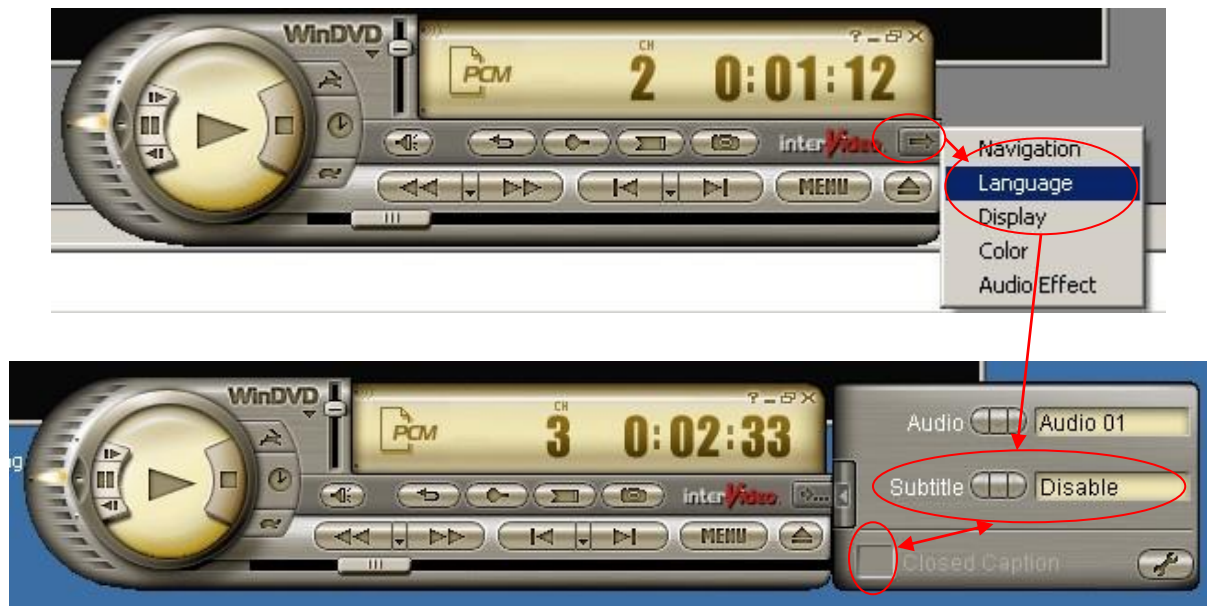 WinDVD
? _ X
PCM
CH
2 0:01:12
interVideo
MENU
Navigation
Language
Display
Color
Audio Effect
WinDVD
? _ X
PCM
CH
3 0:02:33
ng
interVideo
MENU
Audio Audio 01
Subtitle Disable
Closed Caption